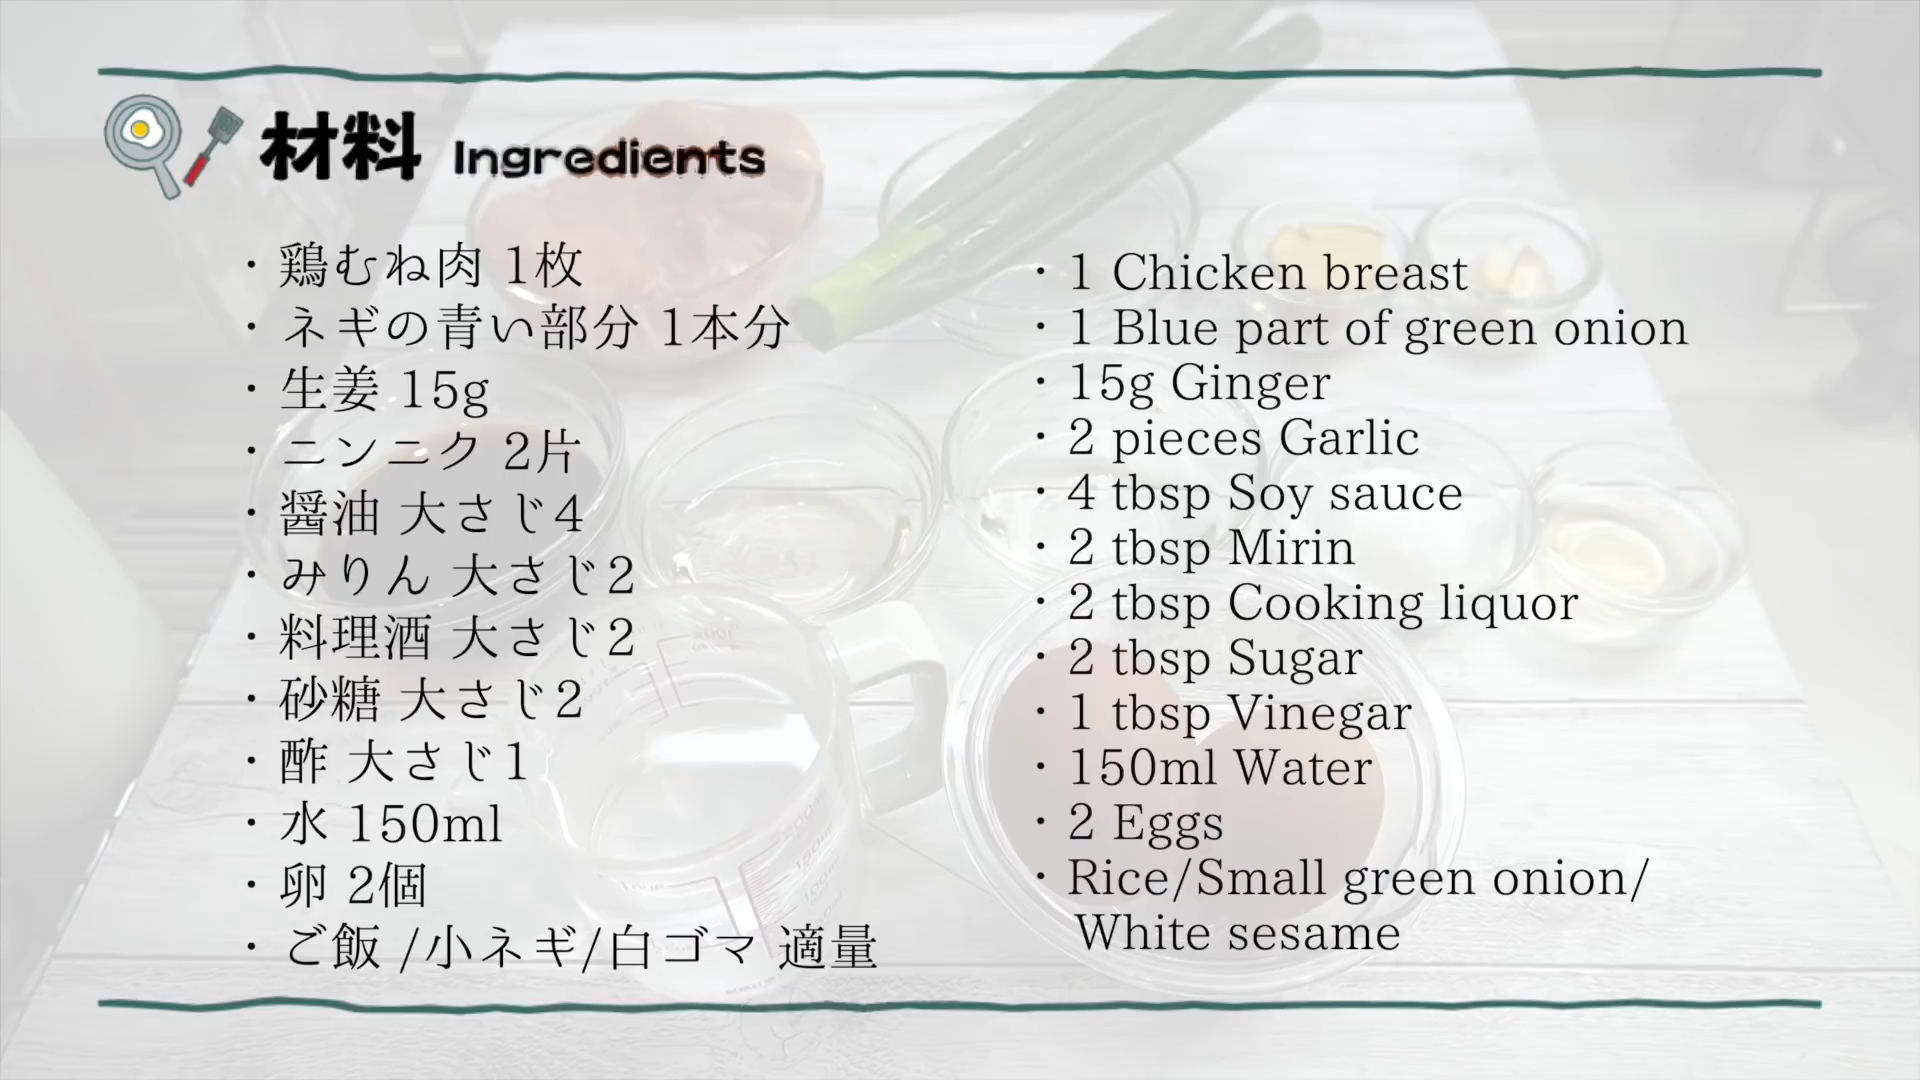 材料 Ingredients
・鶏むね肉 1枚
・ネギの青い部分 1本分
・生姜 15g
・ニンニク 2片
・醤油 大さじ4
・みりん 大さじ2
・料理酒 大さじ2
・砂糖 大さじ2
・酢 大さじ1
・水 150ml
・卵 2個
・ご飯 /小ネギ/白ゴマ 適量
・1 Chicken breast
・1 Blue part of green onion
・15g Ginger
・2 pieces Garlic
・4 tbsp Soy sauce
・2 tbsp Mirin
・2 tbsp Cooking liquor
・2 tbsp Sugar
・1 tbsp Vinegar
・150ml Water
・2 Eggs
・Rice/Small green onion/
White sesame